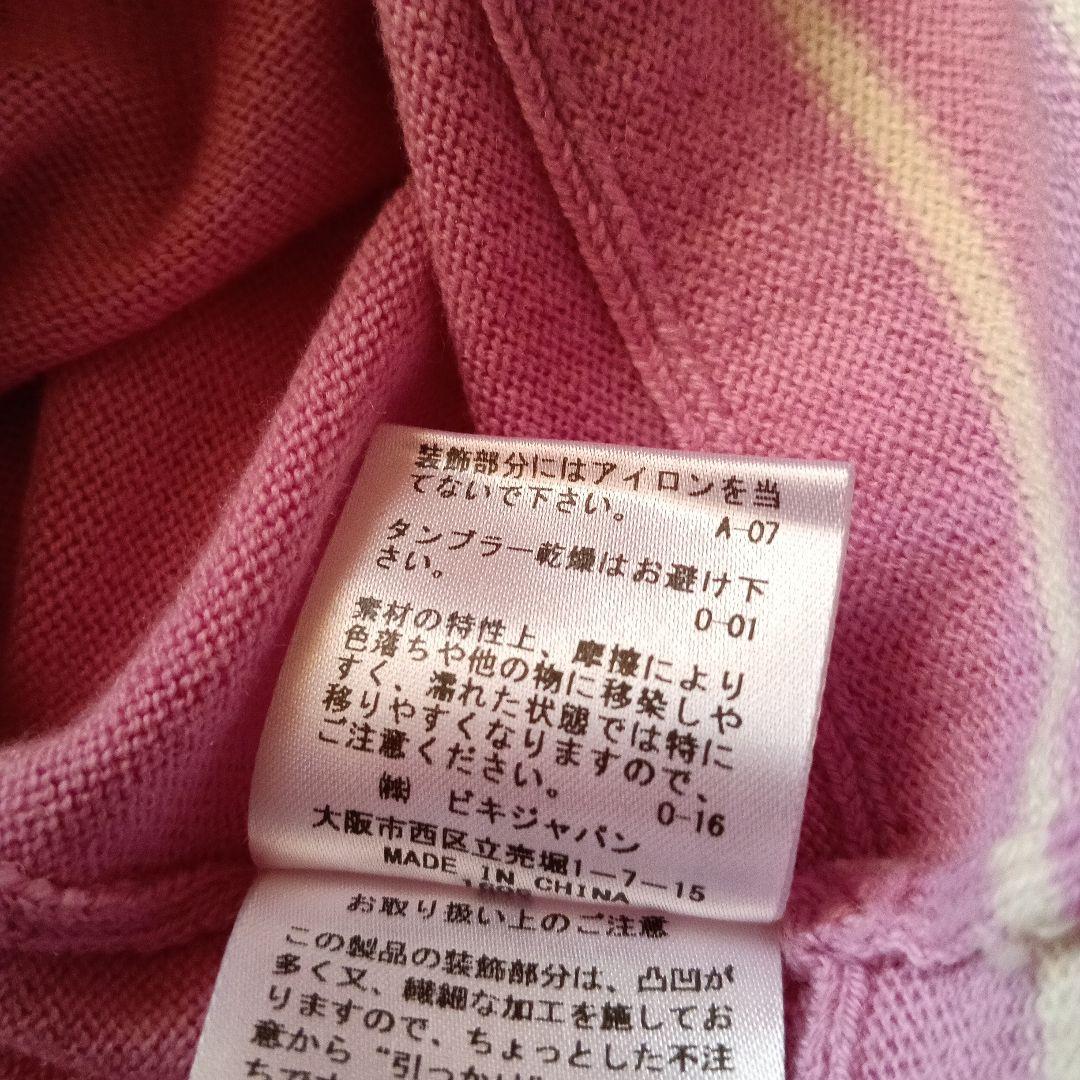 装飾部分にはアイロンを当
てないで下さい。 A-07
タンブラー乾燥はお避け下
さい。 0-01
素材の特性上、摩擦により
色落ちや他の物に移染しや
すく、濡れた状態では特に
移りやすくなりますので、
ご注意ください。 0-16
㈱ ビキジャパン
大阪市西区立売堀1-7-15
MADE IN CHINA
お取り扱い上のご注意
この製品の装飾部分は、凸凹が
多く又、繊細な加工を施してお
りますので、ちょっとした不注
意から“引っかけ”